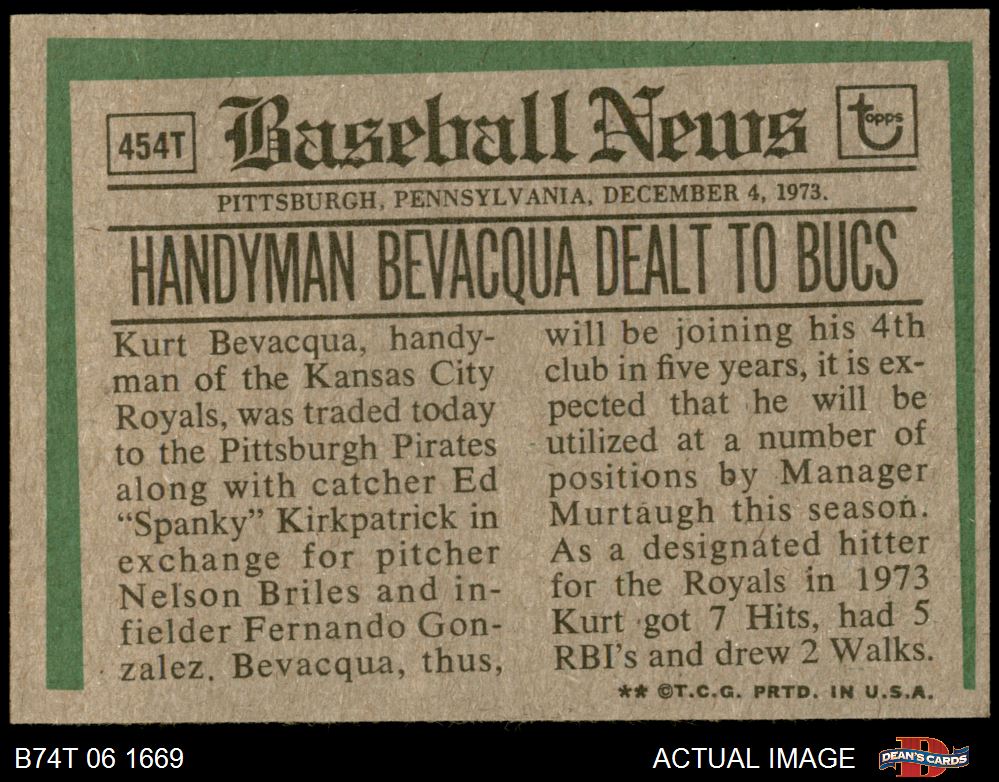 454T
Baseball News
topps
PITTSBURGH, PENNSYLVANIA, DECEMBER 4, 1973.
HANDYMAN BEVACQUA DEALT TO BUCS
Kurt Bevacqua, handy-
man of the Kansas City
Royals, was traded today
to the Pittsburgh Pirates
along with catcher Ed
“Spanky” Kirkpatrick in
exchange for pitcher
Nelson Briles and in-
fielder Fernando Gon-
zalez. Bevacqua, thus,
will be joining his 4th
club in five years, it is ex-
pected that he will be
utilized at a number of
positions by Manager
Murtaugh this season.
As a designated hitter
for the Royals in 1973
Kurt got 7 Hits, had 5
RBI's and drew 2 Walks.
** ©T.C.G. PRTD. IN U.S.A.
B74T 06 1669
ACTUAL IMAGE
DEAN'S CARDS